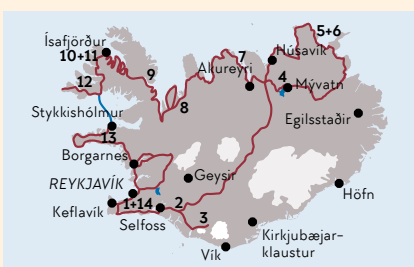 5+6
Ísafjörður
10+11
7
Húsavík
9
Akureyri
4
Mývatn
12
8
Stykkishólmur
Egilsstaðir
13
Borgarnes
REYKJAVÍK
Geysir
Höfn
Keflavík
1+14
2
Selfoss
3
Kirkjubæjar–
klaustur
Vík